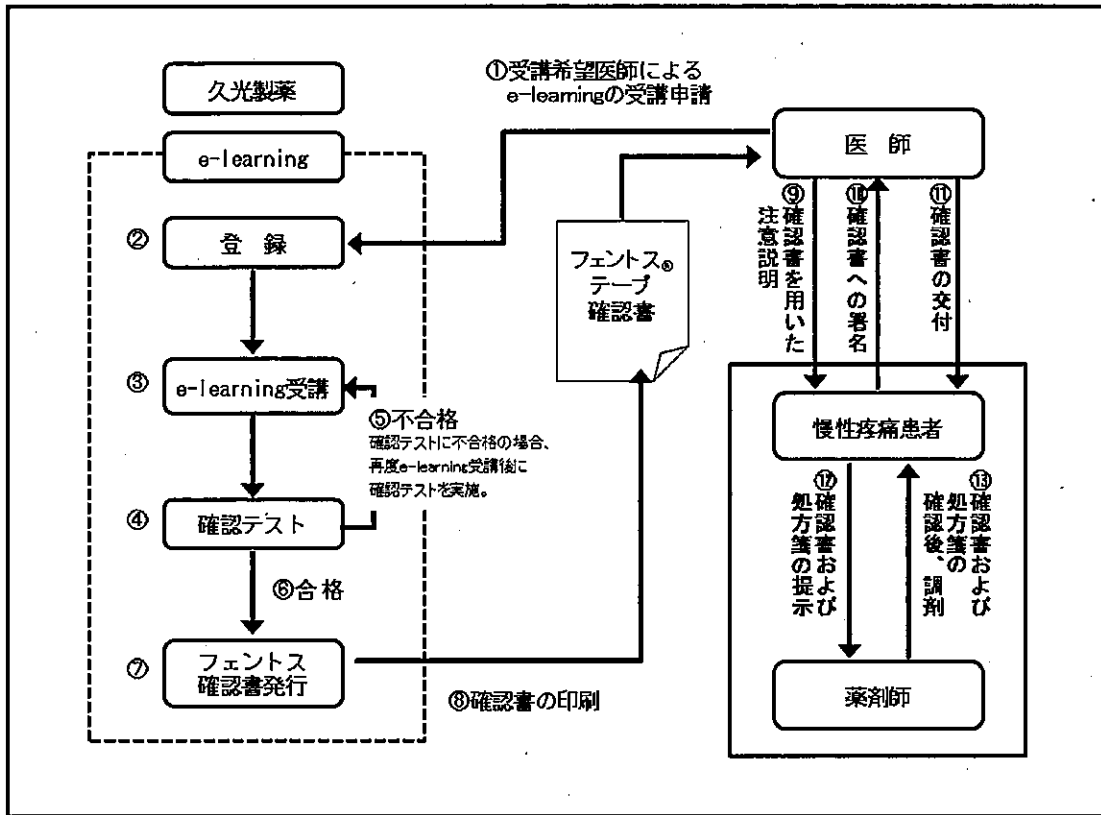 久光製薬
e-learning
①受講希望医師による
e-learningの受講申請
医 師
② 登 録
フェントス®
テープ
確認書
⑨確認書を用いた
注意説明
⑩確認書への署名
⑪確認書の交付
③ e-learning受講
⑤不合格
確認テストに不合格の場合、
再度e-learning受講後に
確認テストを実施。
④ 確認テスト
⑥合格
⑦ フェントス
確認書発行
⑧確認書の印刷
慢性疼痛患者
⑫確認書および
処方箋の提示
⑬確認書および
処方箋の
確認後、調剤
薬剤師